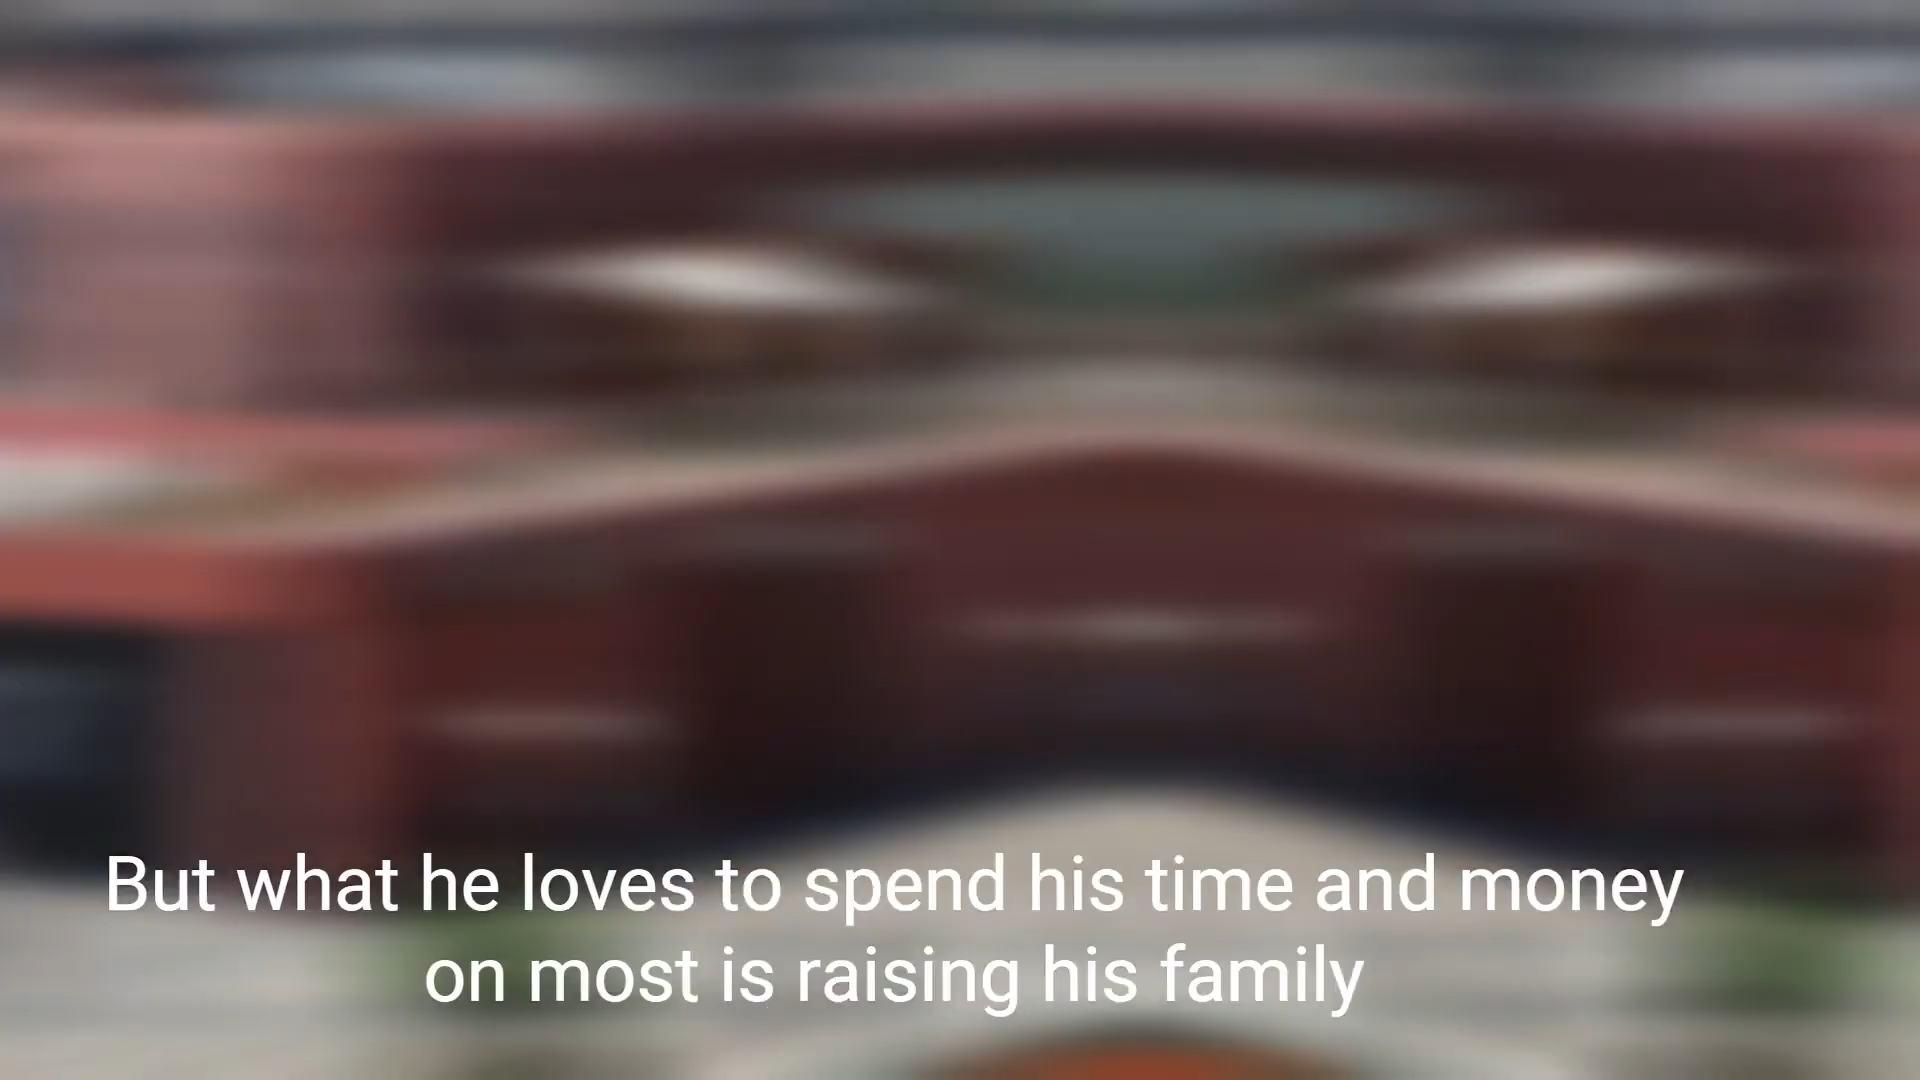 But what he loves to spend his time and money
on most is raising his family